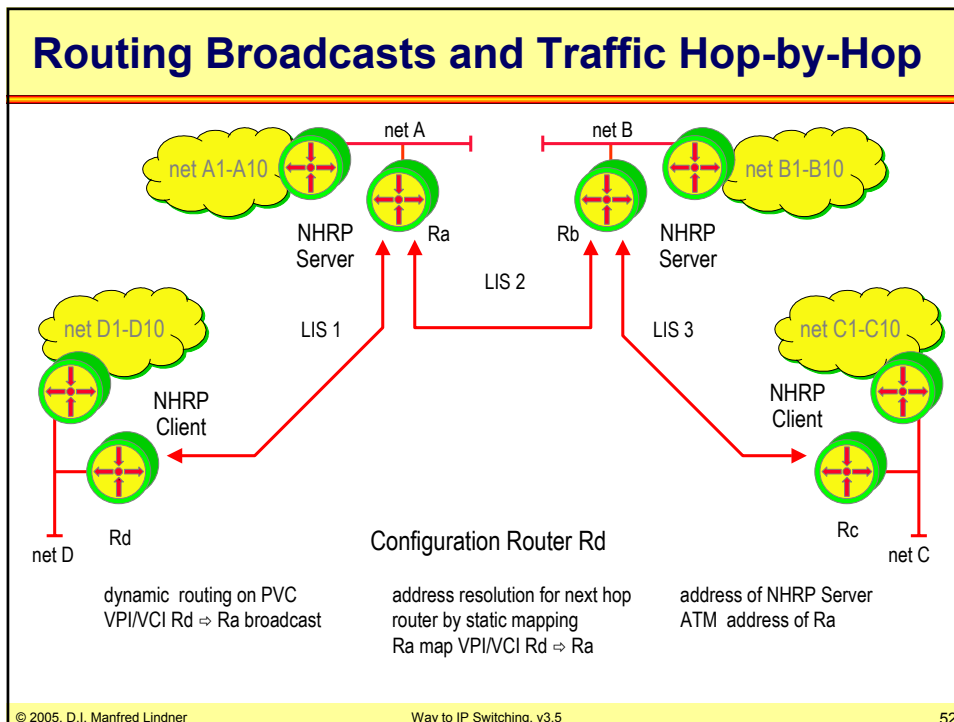 Routing Broadcasts and Traffic Hop-by-Hop
net A
net B
net A1-A10
net B1-B10
Ra
Rb
NHRP
Server
NHRP
Server
LIS 2
net D1-D10
LIS 1
LIS 3
net C1-C10
NHRP
Client
NHRP
Client
Rd
Rc
net D
net C
Configuration Router Rd
dynamic routing on PVC
VPI/VCI Rd ⇨ Ra broadcast
address resolution for next hop
router by static mapping
Ra map VPI/VCI Rd ⇨ Ra
address of NHRP Server
ATM address of Ra
© 2005, D.I. Manfred Lindner
Way to IP Switching, v3.5
52